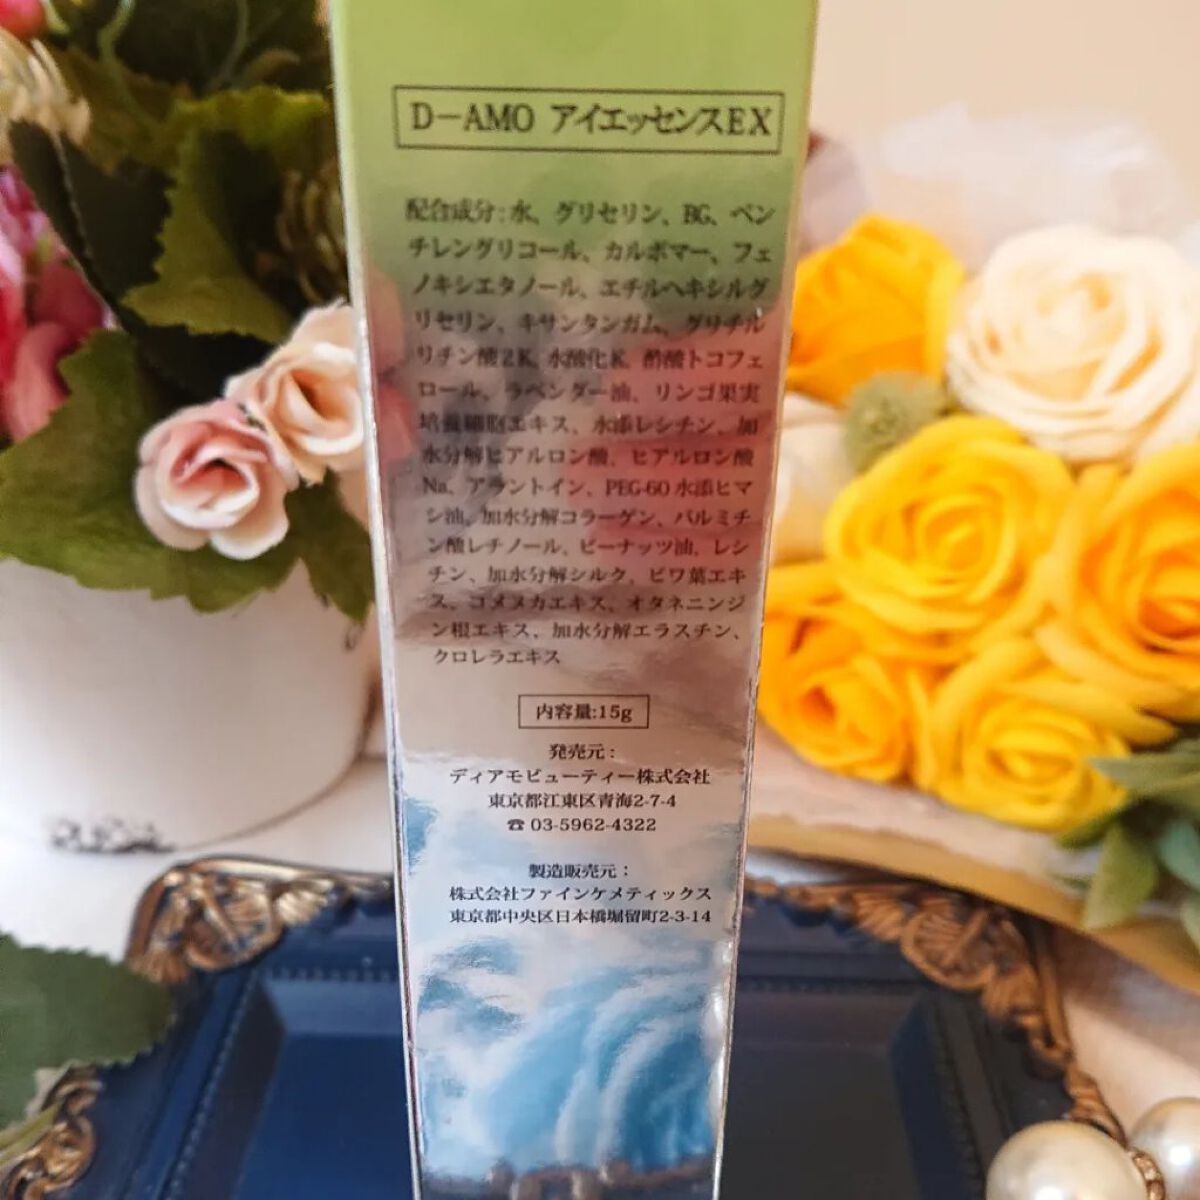 D-AMO アイエッセンスEX
配合成分:水、グリセリン、BG、ペン
チレングリコール、カルボマー、フェ
ノキシエタノール、エチルヘキシルグ
リセリン、キサンタンガム、グリチル
リチン酸2K、水酸化K、酢酸トコフェ
ロール、ラベンダー油、リンゴ果実
培養細胞エキス、水添レシチン、加
水分解ヒアルロン酸、ヒアルロン酸
Na、アラントイン、PEG-60水添ヒマ
シ油、加水分解コラーゲン、パルミチ
ン酸レチノール、ピーナッツ油、レシ
チン、加水分解シルク、ビワ葉エキ
ス、コメヌカエキス、オタネニンジ
ン根エキス、加水分解エラスチン、
クロレラエキス
内容量:15g
発売元:
ディアモビューティー株式会社
東京都江東区青海2-7-4
☎ 03-5962-4322
製造販売元:
株式会社ファインケメティックス
東京都中央区日本橋堀留町2-3-14